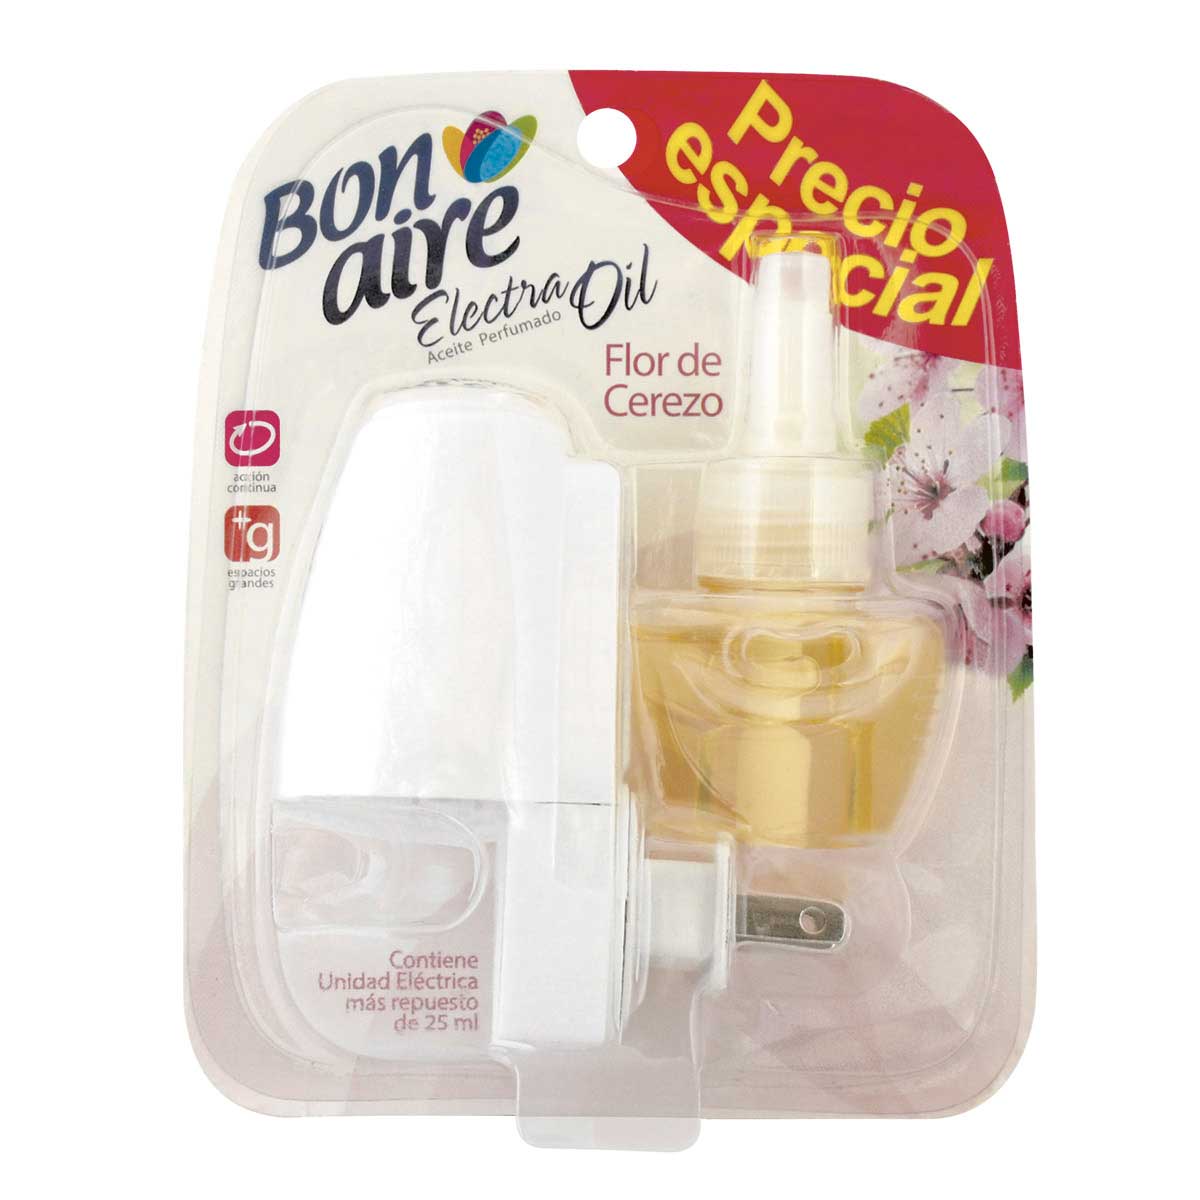 Bon
aire
Electra Oil
Aceite Perfumado
Precio
especial
Flor de
Cerezo
acción
continua
+g
espacios
grandes
Contiene
Unidad Eléctrica
más repuesto
de 25 ml